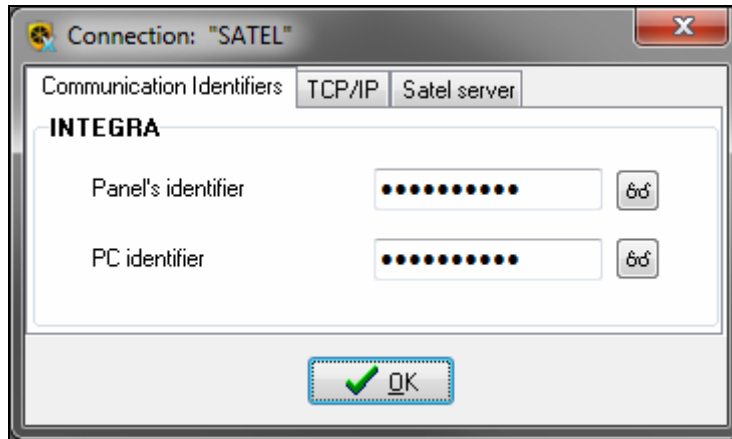 Connection: "SATEL"
Communication Identifiers TCP/IP Satel server
INTEGRA
Panel's identifier ••••••••••
PC identifier ••••••••••
OK